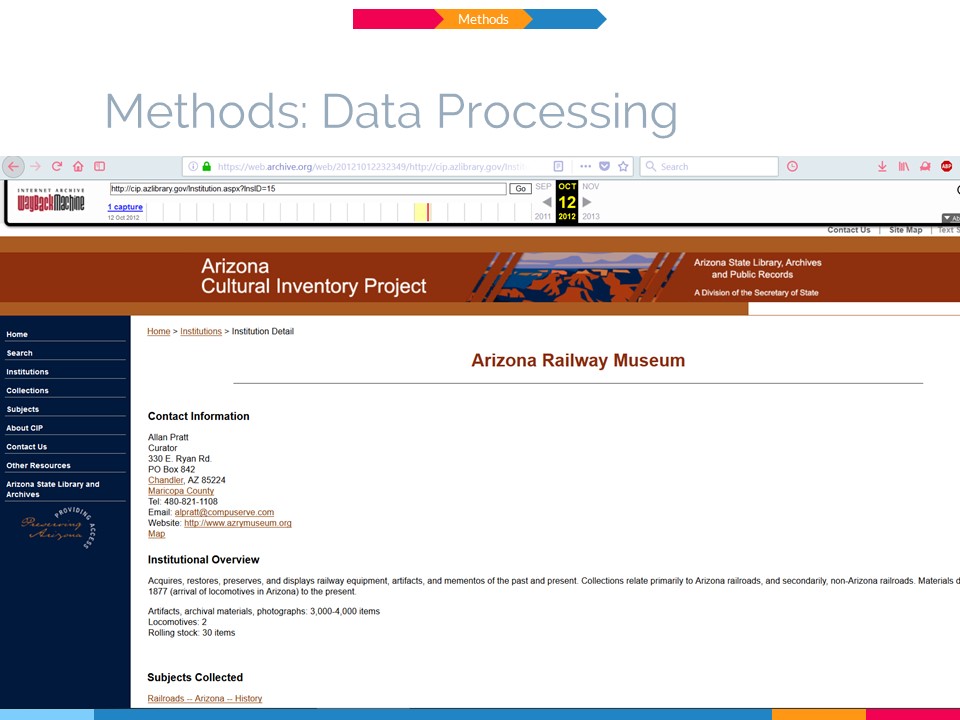 Methods
Methods: Data Processing
https://web.archive.org/web/20121012232349/http://cip.azlibrary.gov/Insti
Search
ABP
INTERNET ARCHIVE
WayBackMachine
http://cip.azlibrary.gov/Institution.aspx?InsID=15
Go
SEP OCT NOV
1 capture
12 Oct 2012
12
2011 2012 2013
Contact Us | Site Map | Text S
Arizona
Cultural Inventory Project
Arizona State Library, Archives
and Public Records
A Division of the Secretary of State
Home
Search
Institutions
Collections
Subjects
About CIP
Contact Us
Other Resources
Arizona State Library and
Archives
PROVIDING ACCESS
Preserving
Arizona
Home > Institutions > Institution Detail
Arizona Railway Museum
Contact Information
Allan Pratt
Curator
330 E. Ryan Rd.
PO Box 842
Chandler, AZ 85224
Maricopa County
Tel: 480-821-1108
Email: alpratt@compuserve.com
Website: http://www.azrymuseum.org
Map
Institutional Overview
Acquires, restores, preserves, and displays railway equipment, artifacts, and mementos of the past and present. Collections relate primarily to Arizona railroads, and secondarily, non-Arizona railroads. Materials d
1877 (arrival of locomotives in Arizona) to the present.
Artifacts, archival materials, photographs: 3,000-4,000 items
Locomotives: 2
Rolling stock: 30 items
Subjects Collected
Railroads -- Arizona -- History